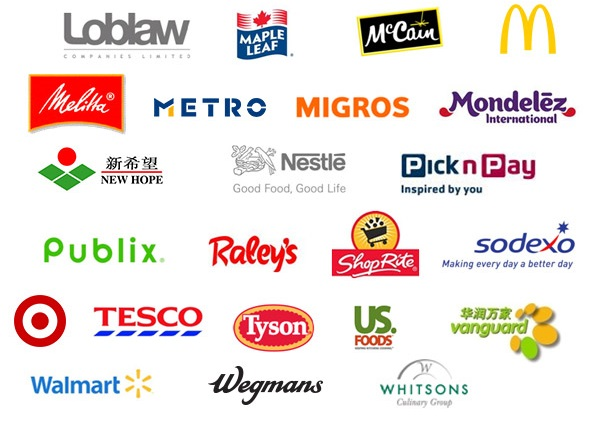 Loblaw
COMPANIES LIMITED
MAPLE
LEAF
McCain
Melitta®
METRO
MIGROS
Mondelēz
International
新希望
NEW HOPE
Nestlé
Good Food, Good Life
Pick n Pay
Inspired by you
Publix®
Raley's
ShopRite
sodexo
Making every day a better day
TESCO
Tyson
US.
FOODS
华润万家
vanguard
Walmart
Wegmans
W
WHITSONS
Culinary Group